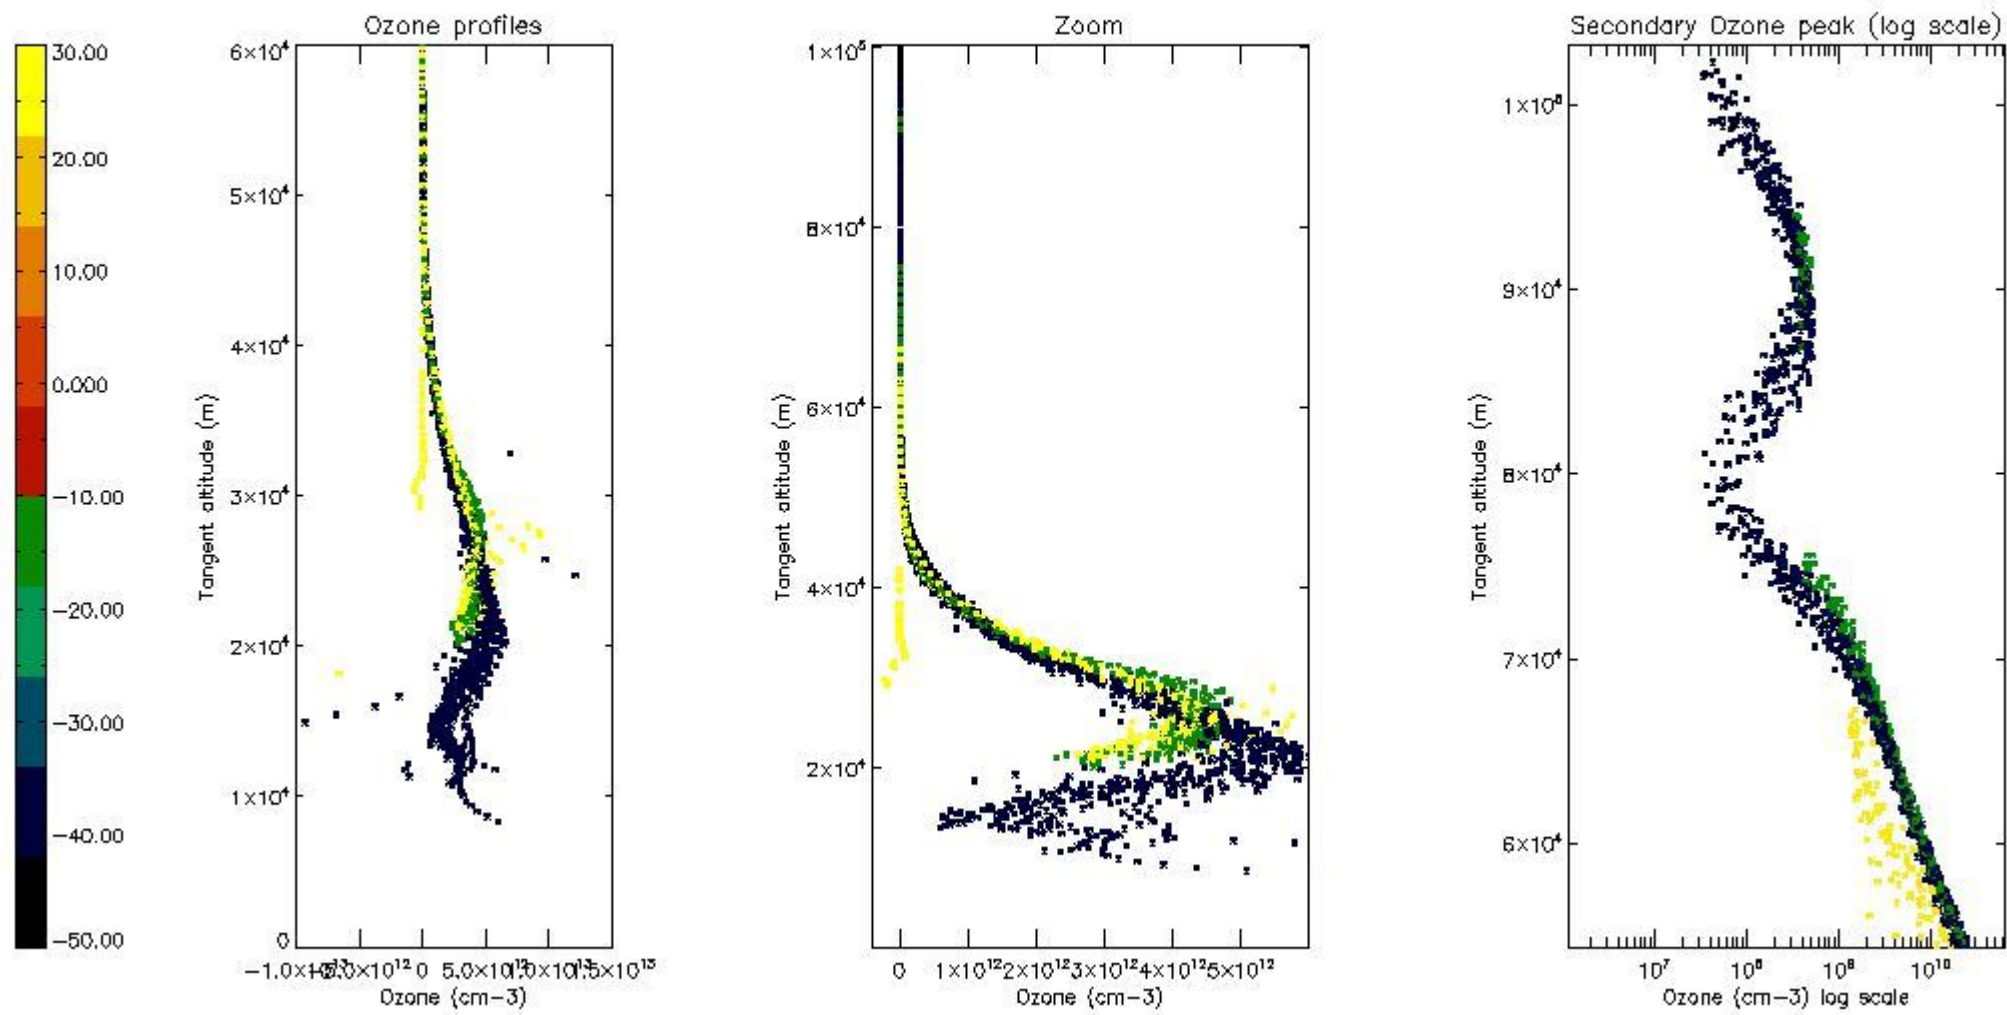 Ozone profiles
Zoom
Secondary Ozone peak (log scale)
30.00
20.00
10.00
0.000
−10.00
−20.00
−30.00
−40.00
−50.00
6×10⁴
5×10⁴
4×10⁴
3×10⁴
2×10⁴
1×10⁴
0
Tangent altitude (m)
0
Ozone (cm−3)
1×10⁵
8×10⁴
6×10⁴
4×10⁴
2×10⁴
Tangent altitude (m)
0 1×10¹² 2×10¹² 3×10¹² 4×10¹² 5×10¹²
Ozone (cm−3)
9×10⁴
8×10⁴
7×10⁴
6×10⁴
Tangent altitude (m)
10⁷ 10⁹ 10¹⁰
Ozone (cm−3) log scale